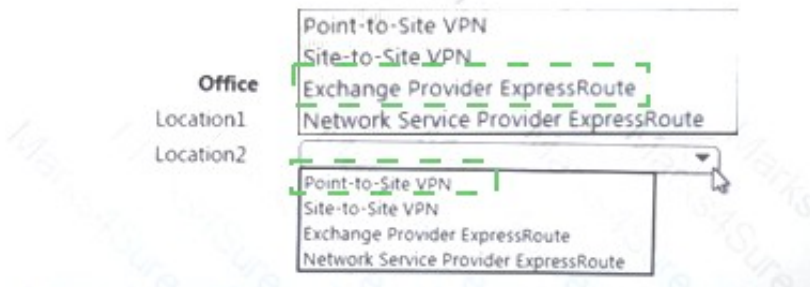 Point-to-Site VPN
Site-to-Site VPN
Office
Exchange Provider ExpressRoute
Location1
Network Service Provider ExpressRoute
Location2
Point-to-Site VPN
Site-to-Site VPN
Exchange Provider ExpressRoute
Network Service Provider ExpressRoute